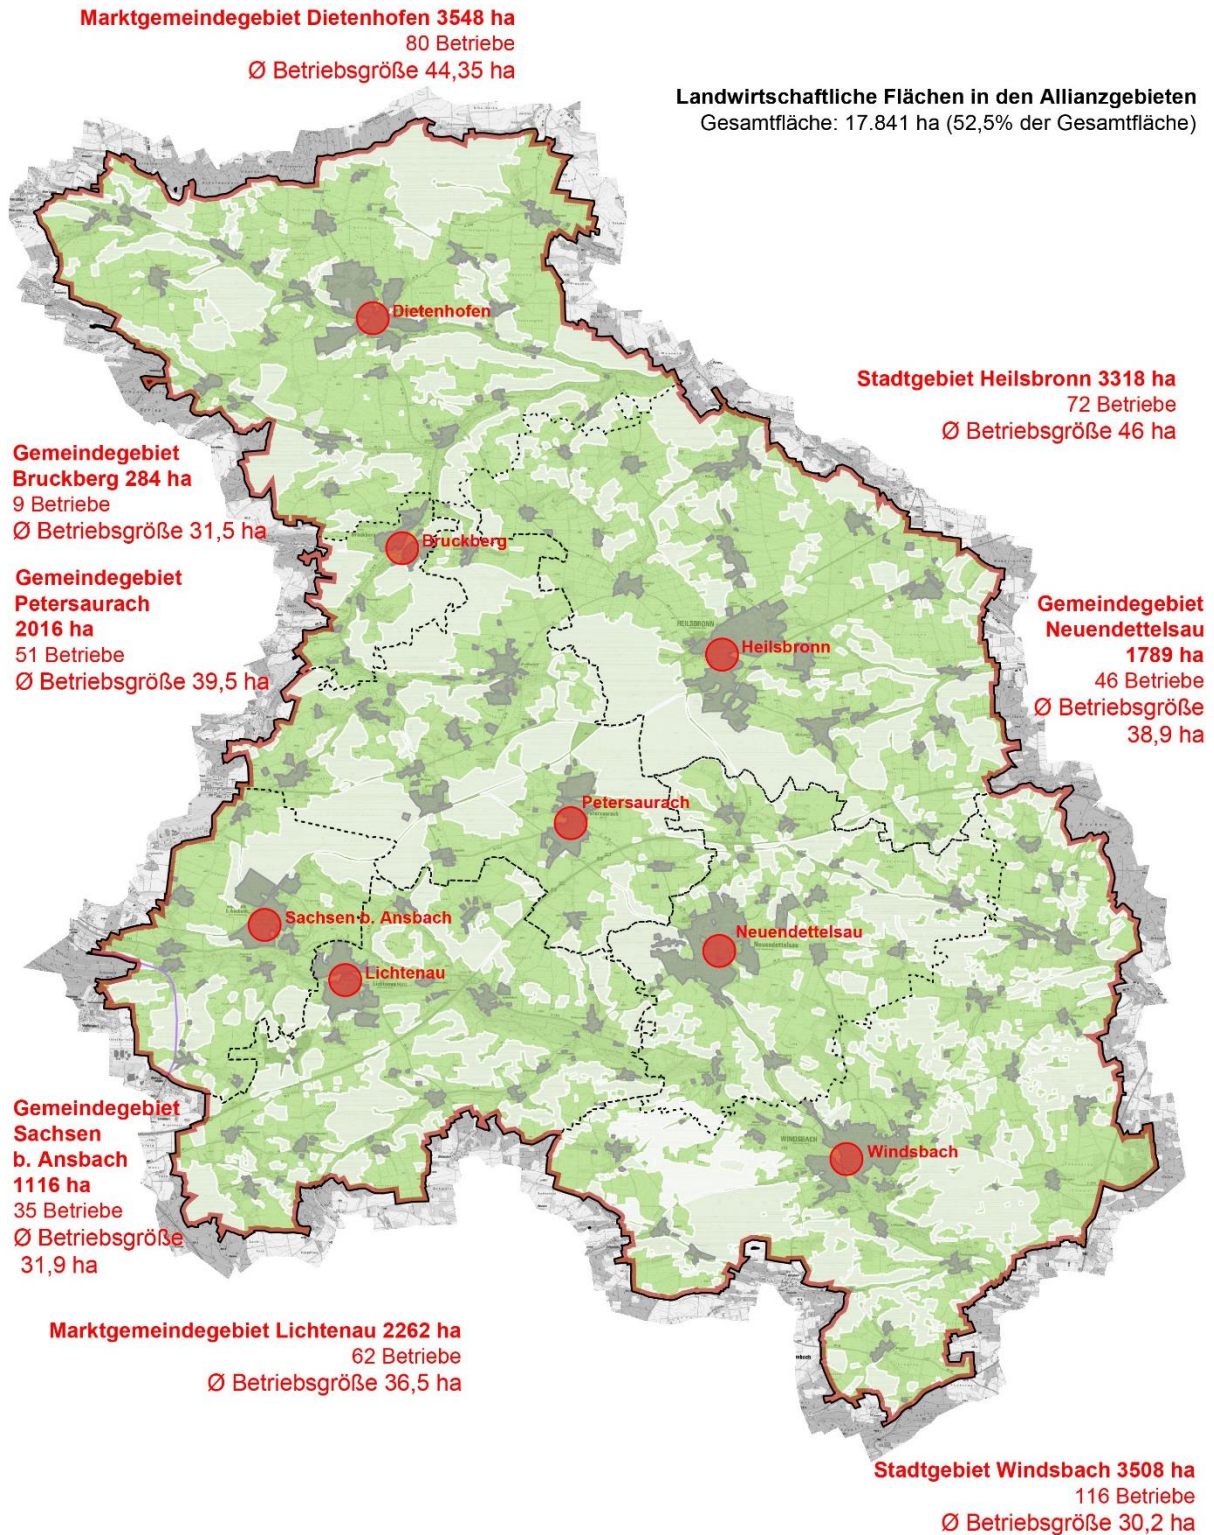 Marktgemeindegebiet Dietenhofen 3548 ha
80 Betriebe
Ø Betriebsgröße 44,35 ha
Landwirtschaftliche Flächen in den Allianzgebieten
Gesamtfläche: 17.841 ha (52,5% der Gesamtfläche)
Dietenhofen
Stadtgebiet Heilsbronn 3318 ha
72 Betriebe
Ø Betriebsgröße 46 ha
Gemeindegebiet
Bruckberg 284 ha
9 Betriebe
Ø Betriebsgröße 31,5 ha
Bruckberg
Gemeindegebiet
Petersaurach
2016 ha
51 Betriebe
Ø Betriebsgröße 39,5 ha
Gemeindegebiet
Neuendettelsau
1789 ha
46 Betriebe
Ø Betriebsgröße
38,9 ha
HEILSBRONN
Heilsbronn
Petersaurach
Sachsen b. Ansbach
Neuendettelsau
Neuendettelsau
Lichtenau
Gemeindegebiet
Sachsen
b. Ansbach
1116 ha
35 Betriebe
Ø Betriebsgröße
31,9 ha
WINDSBACH
Windsbach
Marktgemeindegebiet Lichtenau 2262 ha
62 Betriebe
Ø Betriebsgröße 36,5 ha
Stadtgebiet Windsbach 3508 ha
116 Betriebe
Ø Betriebsgröße 30,2 ha